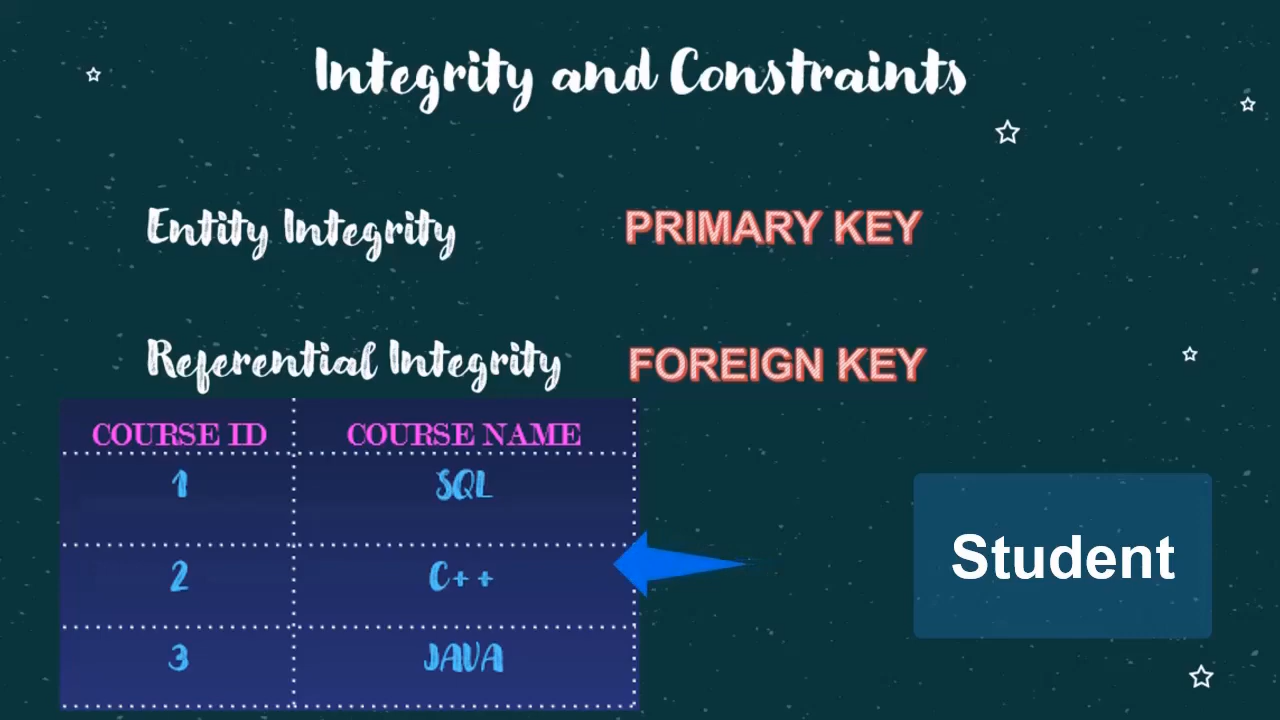 Integrity and Constraints
Entity Integrity PRIMARY KEY
Referential Integrity FOREIGN KEY
COURSE ID COURSE NAME
1 SQL
2 C++
3 JAVA
Student